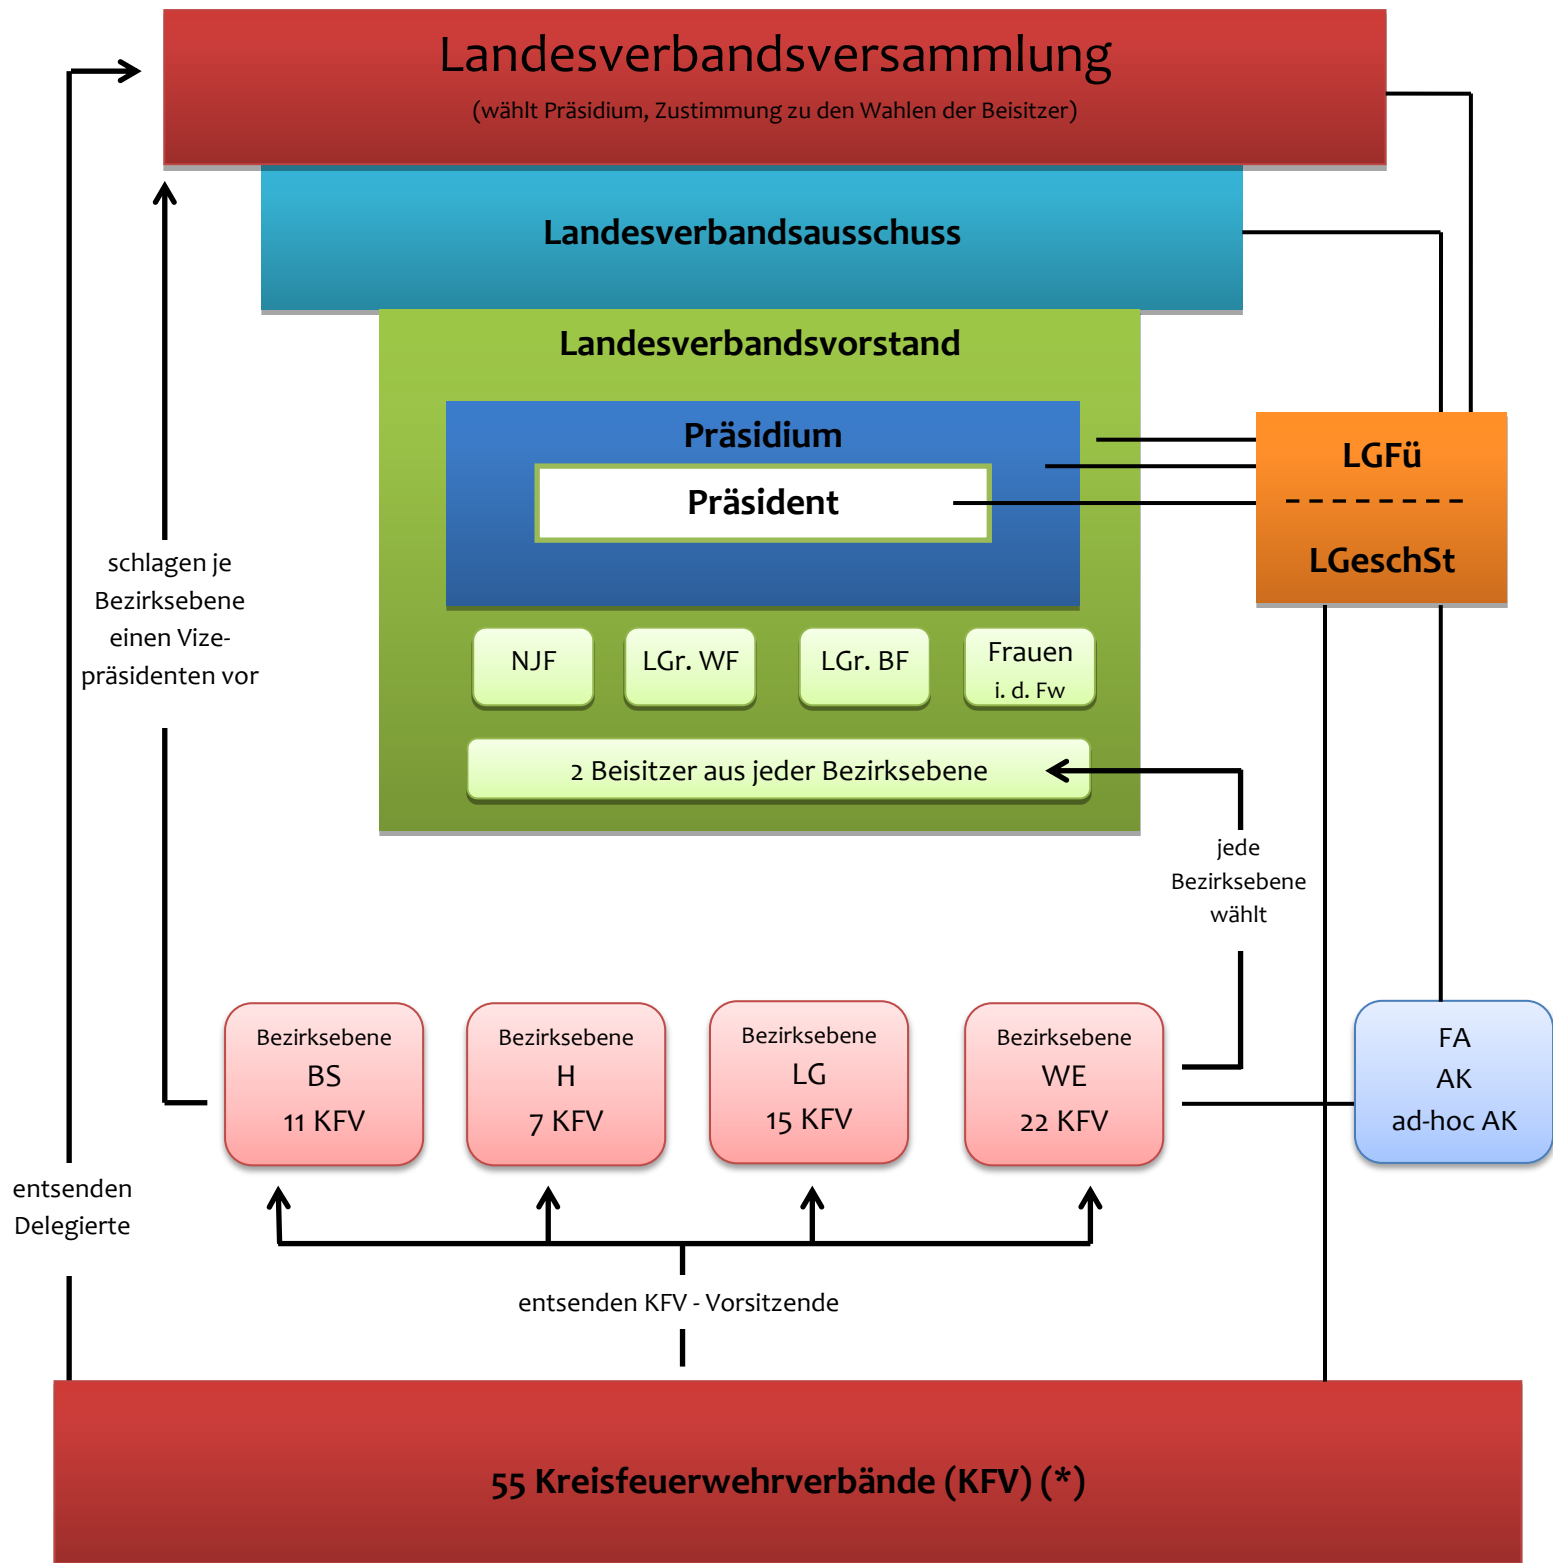 Landesverbandsversammlung
(wählt Präsidium, Zustimmung zu den Wahlen der Beisitzer)
Landesverbandsausschuss
Landesverbandsvorstand
Präsidium
Präsident
LGFü
LGeschSt
schlagen je
Bezirksebene
einen Vize-
präsidenten vor
NJF
LGr. WF
LGr. BF
Frauen
i. d. Fw
2 Beisitzer aus jeder Bezirksebene
jede
Bezirksebene
wählt
Bezirksebene
BS
11 KFV
Bezirksebene
H
7 KFV
Bezirksebene
LG
15 KFV
Bezirksebene
WE
22 KFV
FA
AK
ad-hoc AK
entsenden
Delegierte
entsenden KFV - Vorsitzende
55 Kreisfeuerwehrverbände (KFV) (*)